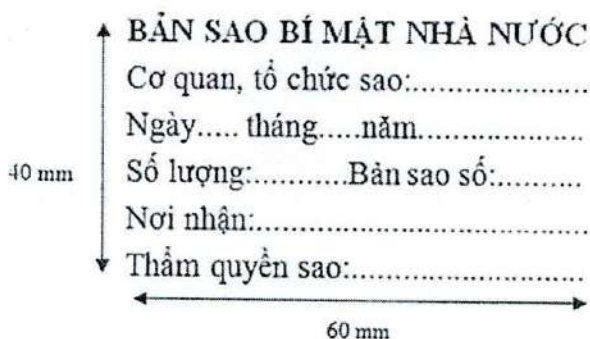 BẢN SAO BÍ MẬT NHÀ NƯỚC
Cơ quan, tổ chức sao:....................
Ngày..... tháng.....năm....................
40 mm
Số lượng:..........Bản sao số:..........
Nơi nhận:........................................
Thẩm quyền sao:............................
60 mm